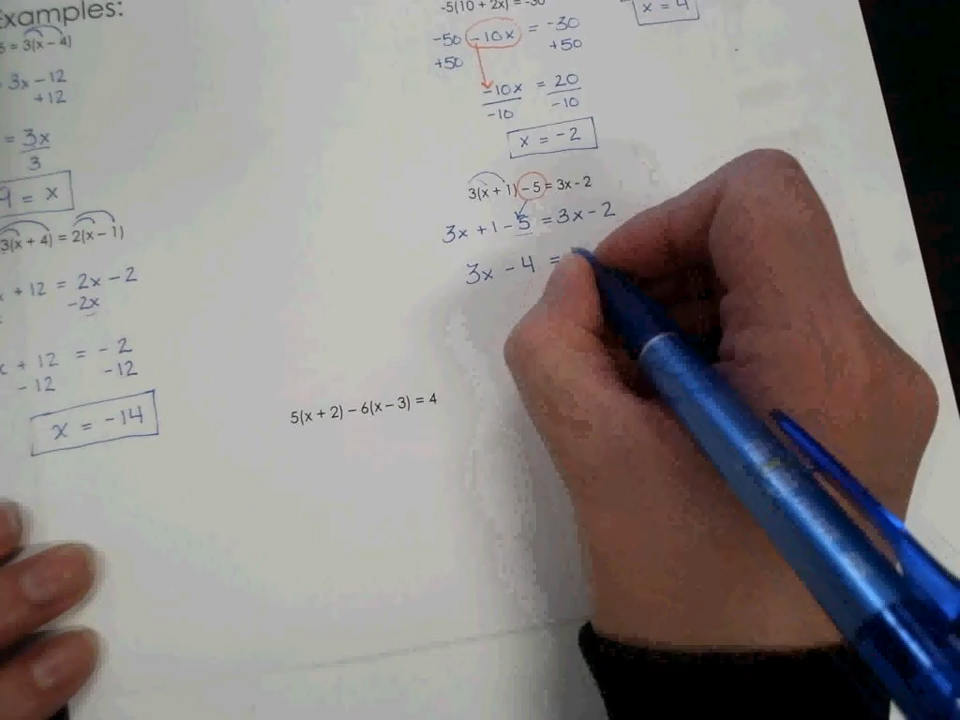 Examples:
5 = 3(x – 4)
3x – 12
+12
= 3x
3
9 = x
3(x + 4) = 2(x – 1)
+ 12 = 2x – 2
-2x
x + 12 = - 2
-12 -12
x = -14
-5(10 + 2x) = -30
-50 -10x = -30
+50 +50
-10x = 20
-10 -10
x = -2
x = 4
3(x + 1) – 5 = 3x – 2
3x + 1 - 5 = 3x - 2
3x - 4 =
5(x + 2) – 6(x – 3) = 4